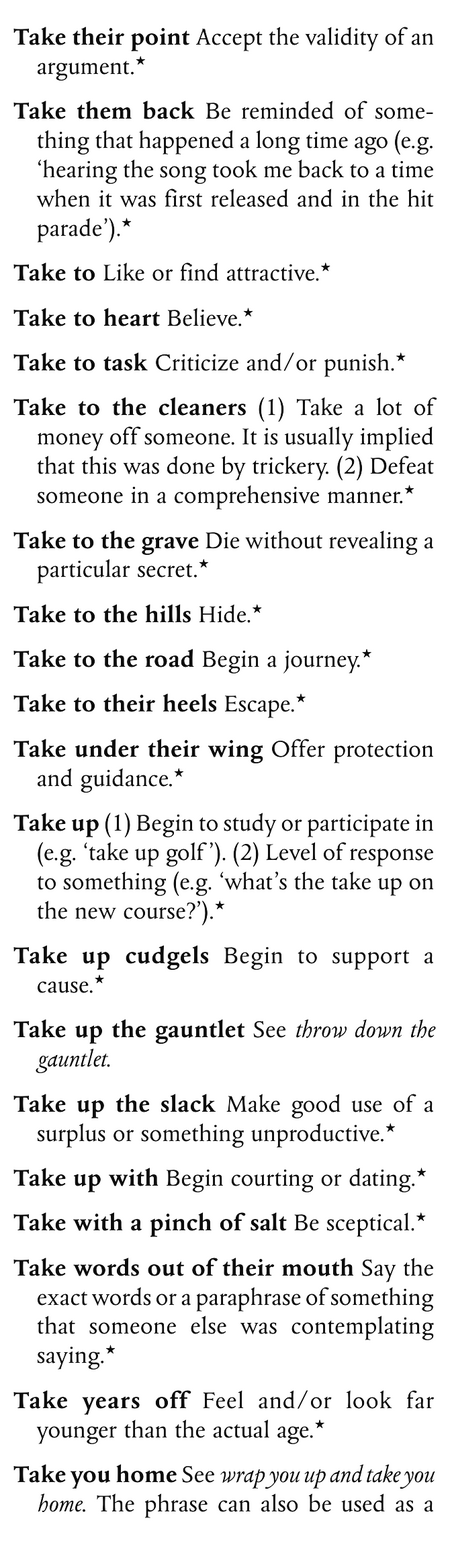 Take their point Accept the validity of an
argument.★
Take them back Be reminded of some-
thing that happened a long time ago (e.g.
‘hearing the song took me back to a time
when it was first released and in the hit
parade’).★
Take to Like or find attractive.★
Take to heart Believe.★
Take to task Criticize and/or punish.★
Take to the cleaners (1) Take a lot of
money off someone. It is usually implied
that this was done by trickery. (2) Defeat
someone in a comprehensive manner.★
Take to the grave Die without revealing a
particular secret.★
Take to the hills Hide.★
Take to the road Begin a journey.★
Take to their heels Escape.★
Take under their wing Offer protection
and guidance.★
Take up (1) Begin to study or participate in
(e.g. ‘take up golf’). (2) Level of response
to something (e.g. ‘what’s the take up on
the new course?’).★
Take up cudgels Begin to support a
cause.★
Take up the gauntlet See throw down the
gauntlet.
Take up the slack Make good use of a
surplus or something unproductive.★
Take up with Begin courting or dating.★
Take with a pinch of salt Be sceptical.★
Take words out of their mouth Say the
exact words or a paraphrase of something
that someone else was contemplating
saying.★
Take years off Feel and/or look far
younger than the actual age.★
Take you home See wrap you up and take you
home. The phrase can also be used as a